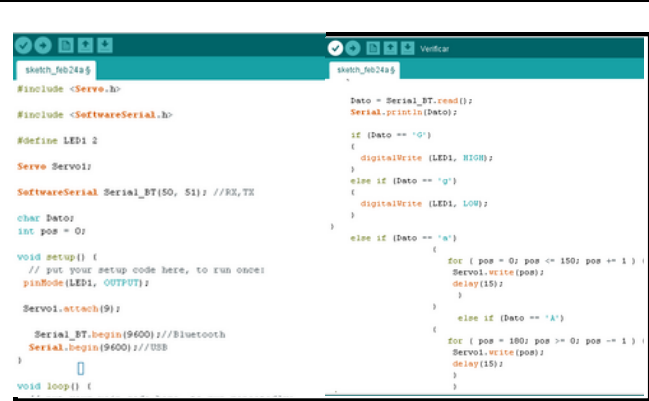 sketch_feb24a §
#include <Servo.h>
#include <SoftwareSerial.h>
#define LED1 2
Servo Servo1;
SoftwareSerial Serial_BT(50, 51); //RX,TX
char Dato;
int pos = 0;
void setup() {
// put your setup code here, to run once:
pinMode(LED1, OUTPUT);
Servo1.attach(9);
Serial_BT.begin(9600);//Bluetooth
Serial.begin(9600);//USB
}
void loop() {
Verificar
sketch_feb24a §
Dato = Serial_BT.read();
Serial.println(Dato);
if (Dato == 'G')
{
digitalWrite (LED1, HIGH);
}
else if (Dato == 'g')
{
digitalWrite (LED1, LOW);
}
}
else if (Dato == 'a')
{
for ( pos = 0; pos <= 150; pos += 1 ) {
Servo1.write(pos);
delay(15);
}
}
else if (Dato == 'A')
{
for ( pos = 180; pos >= 0; pos -= 1 ) {
Servo1.write(pos);
delay(15);
}
}